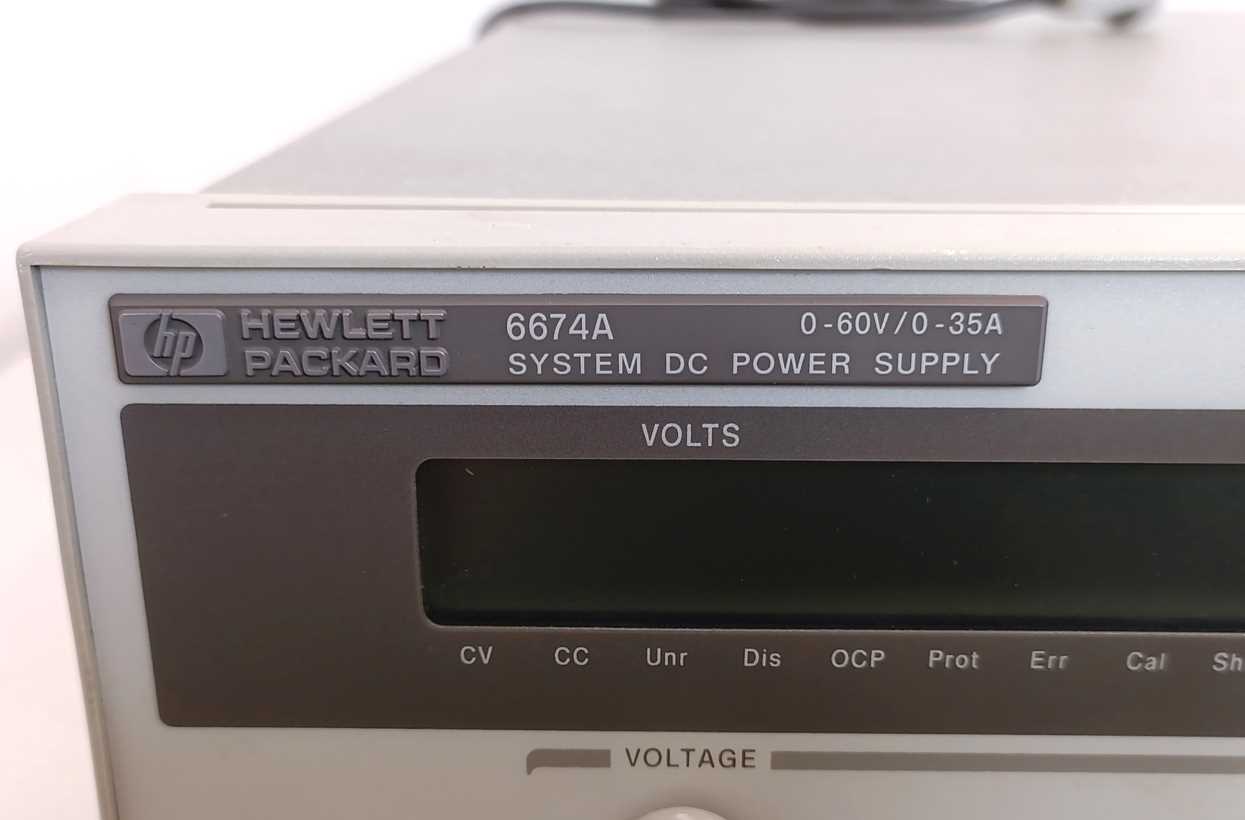 hp HEWLETT PACKARD 6674A 0-60V/0-35A
SYSTEM DC POWER SUPPLY
VOLTS
CV CC Unr Dis OCP Prot Err Cal Sh
VOLTAGE